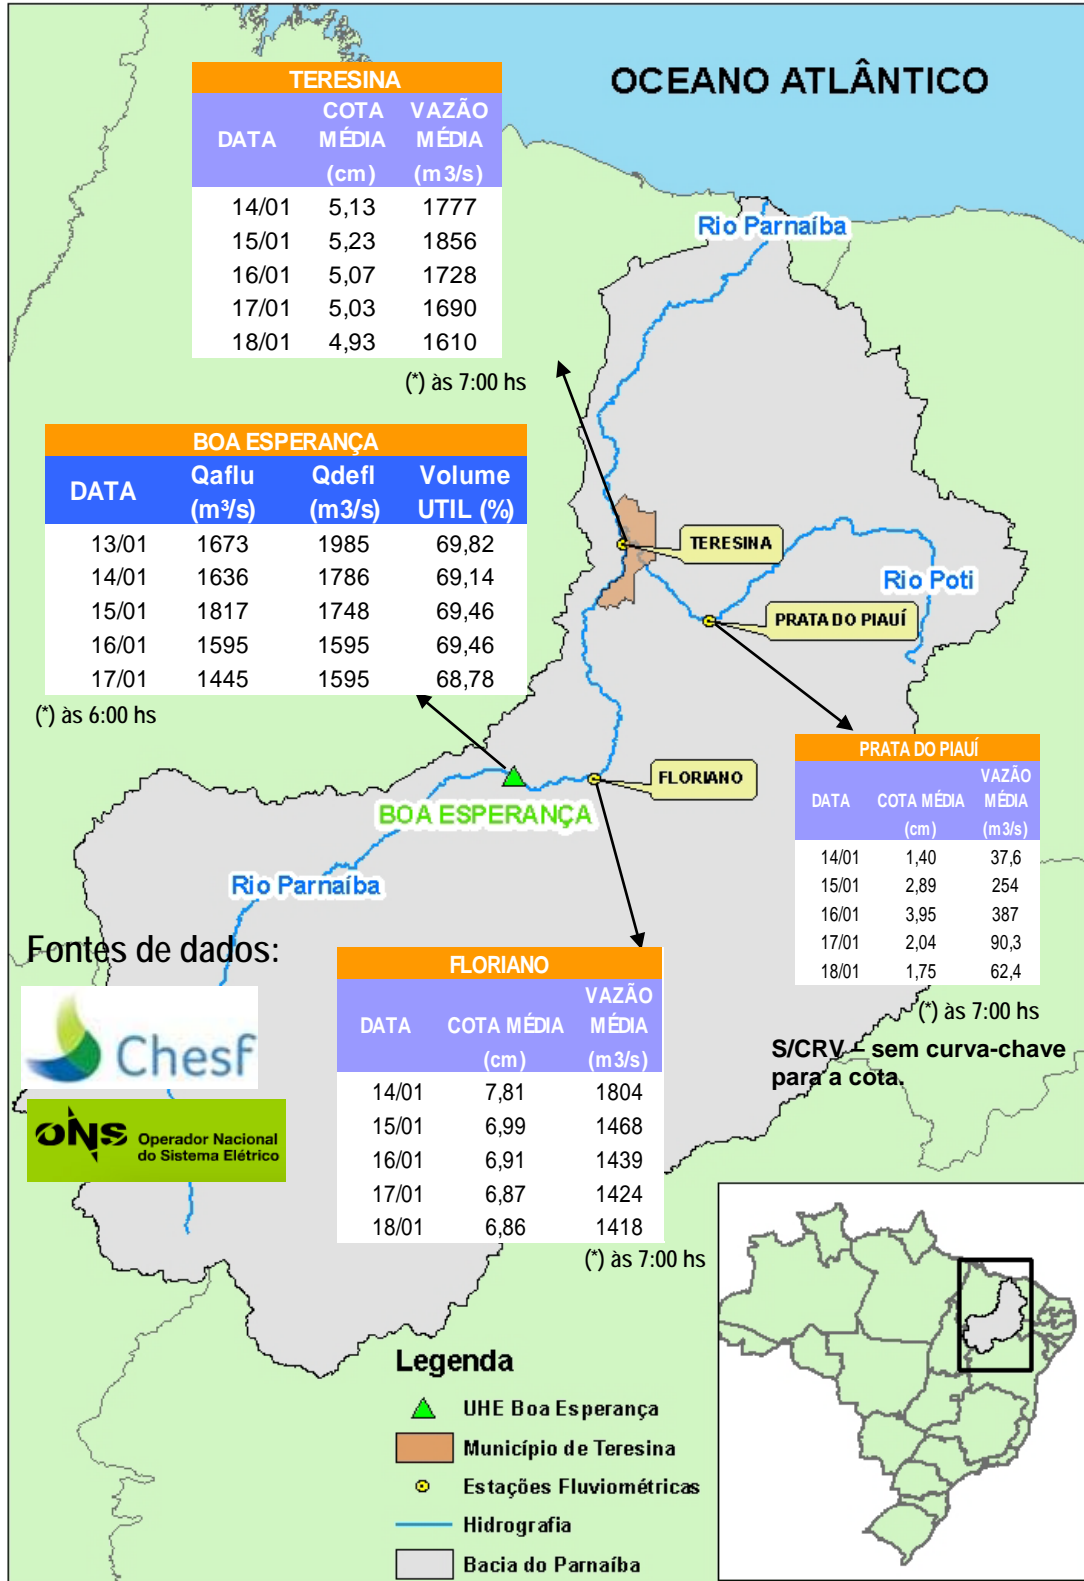 OCEANO ATLÂNTICO
TERESINA
DATA COTA MÉDIA (cm) VAZÃO MÉDIA (m3/s)
14/01 5,13 1777
15/01 5,23 1856
16/01 5,07 1728
17/01 5,03 1690
18/01 4,93 1610
(*) às 7:00 hs
Rio Parnaíba
BOA ESPERANÇA
DATA Qaflu (m³/s) Qdefl (m3/s) Volume UTIL (%)
13/01 1673 1985 69,82
14/01 1636 1786 69,14
15/01 1817 1748 69,46
16/01 1595 1595 69,46
17/01 1445 1595 68,78
(*) às 6:00 hs
TERESINA
Rio Poti
PRATA DO PIAUÍ
FLORIANO
BOA ESPERANÇA
Rio Parnaíba
PRATA DO PIAUÍ
DATA COTA MÉDIA (cm) VAZÃO MÉDIA (m3/s)
14/01 1,40 37,6
15/01 2,89 254
16/01 3,95 387
17/01 2,04 90,3
18/01 1,75 62,4
(*) às 7:00 hs
S/CRV – sem curva-chave
para a cota.
Fontes de dados:
Chesf
ONS Operador Nacional
do Sistema Elétrico
FLORIANO
DATA COTA MÉDIA (cm) VAZÃO MÉDIA (m3/s)
14/01 7,81 1804
15/01 6,99 1468
16/01 6,91 1439
17/01 6,87 1424
18/01 6,86 1418
(*) às 7:00 hs
Legenda
UHE Boa Esperança
Município de Teresina
Estações Fluviométricas
Hidrografia
Bacia do Parnaíba